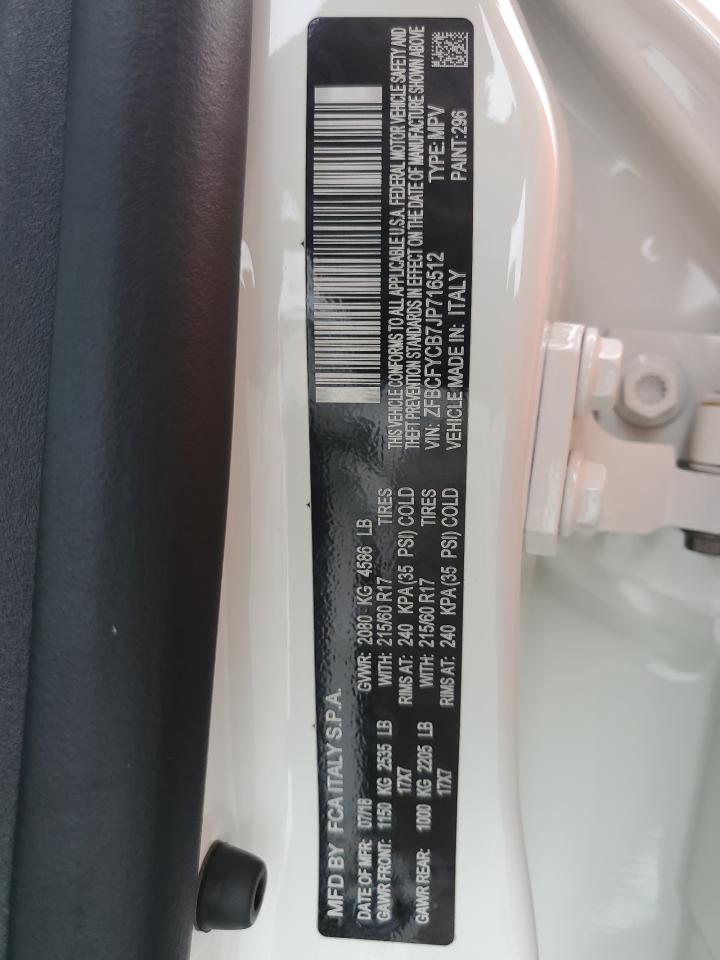 MFD BY FCA ITALY S.P.A.
DATE OF MFR: 07/18 GVWR: 2080 KG 4586 LB
GAWR FRONT: 1150 KG 2535 LB WITH: 215/60 R17 TIRES
17X7 RIMS AT: 240 KPA(35 PSI) COLD
GAWR REAR: 1000 KG 2205 LB WITH: 215/60 R17 TIRES
17X7 RIMS AT: 240 KPA(35 PSI) COLD
THIS VEHICLE CONFORMS TO ALL APPLICABLE U.S.A. FEDERAL MOTOR VEHICLE SAFETY AND
THEFT PREVENTION STANDARDS IN EFFECT ON THE DATE OF MANUFACTURE SHOWN ABOVE
VIN: ZFBCFYCB7JP716512 TYPE:MPV
VEHICLE MADE IN: ITALY PAINT:296